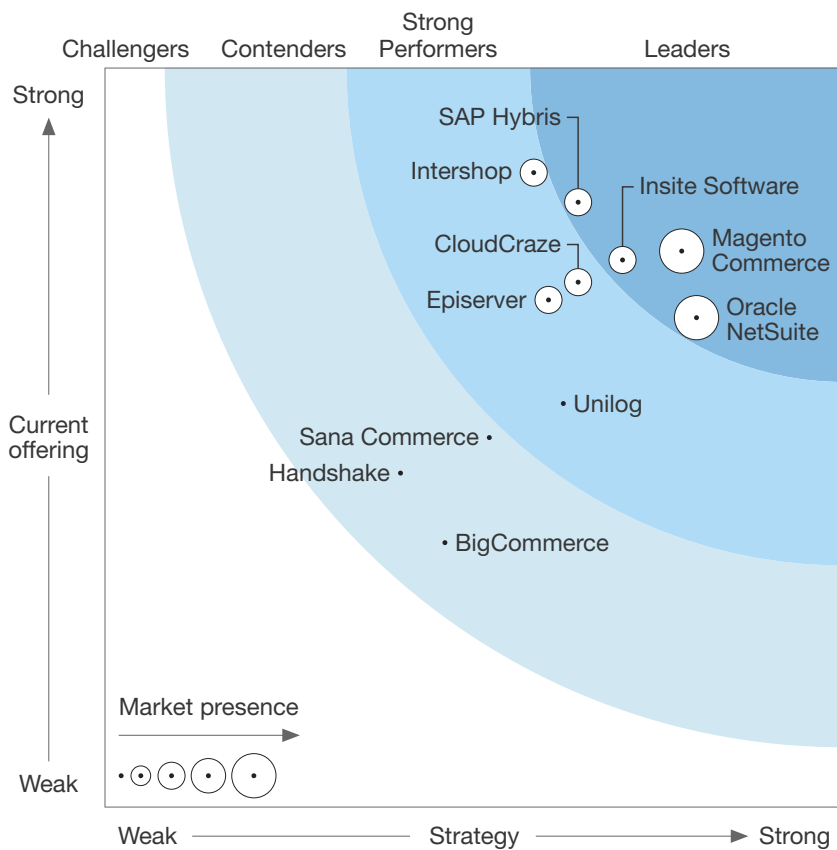 Strong
Challengers
Contenders
Performers
Leaders
Strong
SAP Hybris
Intershop
Insite Software
CloudCraze
Magento
Commerce
Episerver
Oracle
NetSuite
Unilog
Current
offering
Sana Commerce
Handshake
BigCommerce
Market presence
Weak
Weak
Strategy
Strong